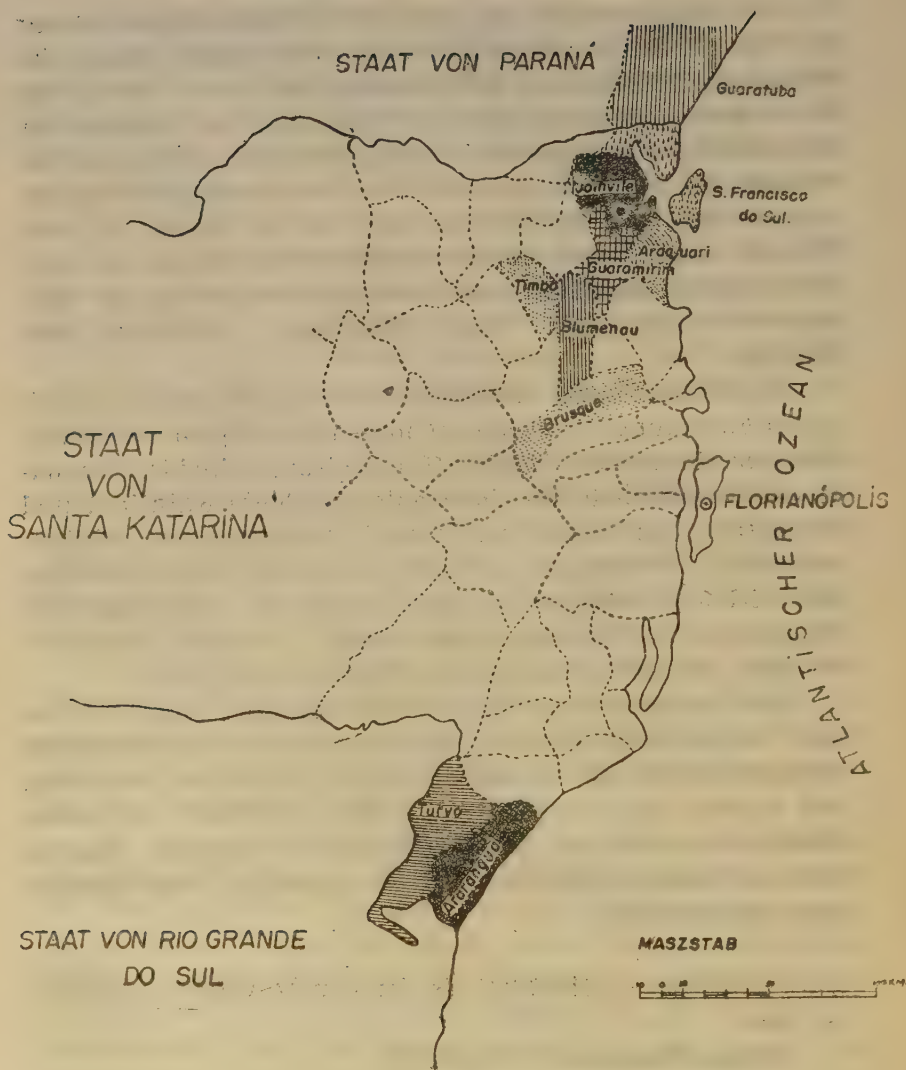 STAAT VON PARANÁ
Guaratuba
Joinvile
S. Francisco
do Sul.
Araquari
Guaramirim
Timbó
Blumenau
Brusque
STAAT
VON
SANTA KATARINA
FLORIANÓPOLIS
ATLANTISCHER OZEAN
Turvo
Araranguá
STAAT VON RIO GRANDE
DO SUL
MASZSTAB